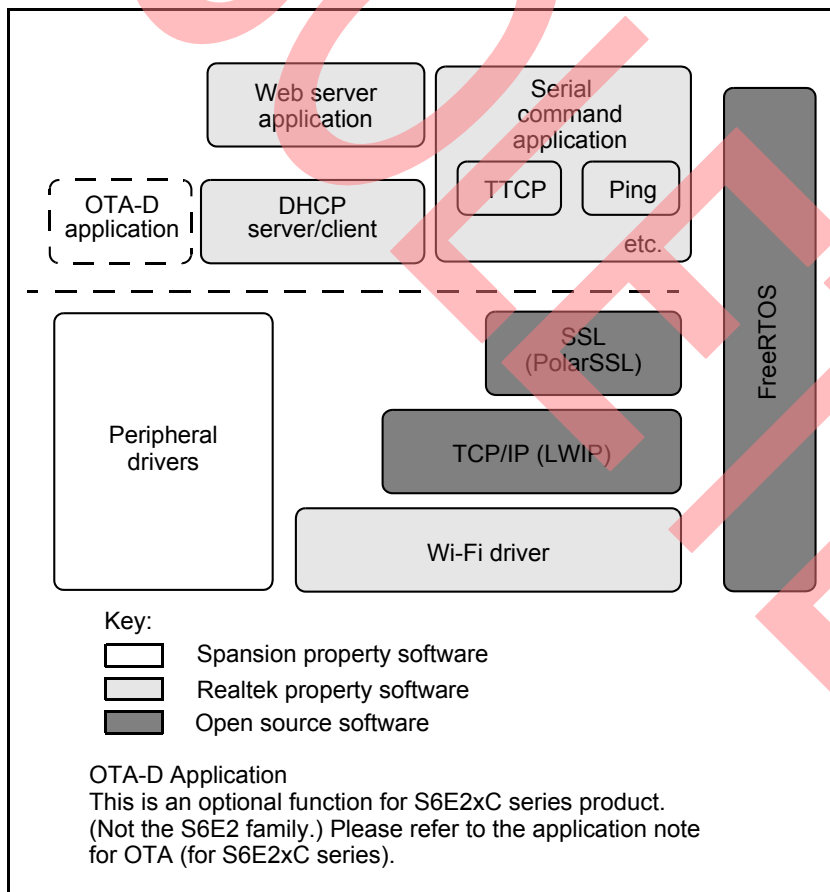 Web server
application
Serial
command
application
TTCP
Ping
etc.
OTA-D
application
DHCP
server/client
FreeRTOS
Peripheral
drivers
SSL
(PolarSSL)
TCP/IP (LWIP)
Wi-Fi driver
Key:
Spansion property software
Realtek property software
Open source software
OTA-D Application
This is an optional function for S6E2xC series product.
(Not the S6E2 family.) Please refer to the application note
for OTA (for S6E2xC series).